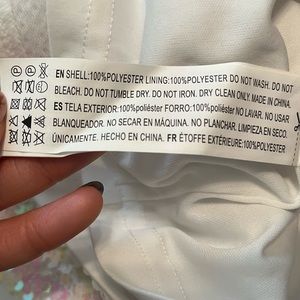 EN SHELL:100%POLYESTER LINING:100%POLYESTER DO NOT WASH. DO NOT
BLEACH. DO NOT TUMBLE DRY. DO NOT IRON. DRY CLEAN ONLY. MADE IN CHINA.
ES TELA EXTERIOR:100%poliéster FORRO:100%poliéster NO LAVAR. NO USAR
BLANQUEADOR. NO SECAR EN MÁQUINA. NO PLANCHAR. LIMPIEZA EN SECO.
ÚNICAMENTE. HECHO EN CHINA. FR ÉTOFFE EXTÉRIEURE:100%POLYESTER